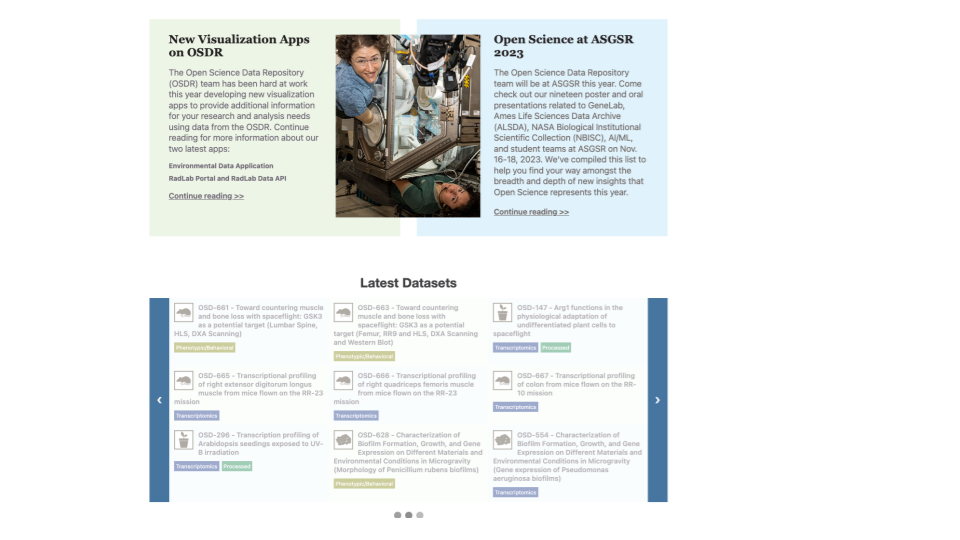 New Visualization Apps
on OSDR
The Open Science Data Repository
(OSDR) team has been hard at work
this year developing new visualization
apps to provide additional information
for your research and analysis needs
using data from the OSDR. Continue
reading for more information about our
two latest apps:
Environmental Data Application
RadLab Portal and RadLab Data API
Continue reading >>
Open Science at ASGSR
2023
The Open Science Data Repository
team will be at ASGSR this year. Come
check out our nineteen poster and oral
presentations related to GeneLab,
Ames Life Sciences Data Archive
(ALSDA), NASA Biological Institutional
Scientific Collection (NBISC), AI/ML,
and student teams at ASGSR on Nov.
16-18, 2023. We've compiled this list to
help you find your way amongst the
breadth and depth of new insights that
Open Science represents this year.
Continue reading >>
Latest Datasets
OSD-661 - Toward countering muscle
and bone loss with spaceflight: GSK3
as a potential target (Lumbar Spine,
HLS, DXA Scanning)
Phenotypic/Behavioral
OSD-663 - Toward countering
muscle and bone loss with
spaceflight: GSK3 as a potential
target (Femur, RR9 and HLS, DXA Scanning
and Western Blot)
Phenotypic/Behavioral
OSD-147 - Arg1 functions in the
physiological adaptation of
undifferentiated plant cells to
spaceflight
Transcriptomics Processed
OSD-665 - Transcriptional profiling
of right extensor digitorum longus
muscle from mice flown on the RR-23
mission
Transcriptomics
OSD-666 - Transcriptional profiling
of right quadriceps femoris muscle
from mice flown on the RR-23
mission
Transcriptomics
OSD-667 - Transcriptional profiling
of colon from mice flown on the RR-
10 mission
Transcriptomics
OSD-296 - Transcription profiling of
Arabidopsis seedings exposed to UV-
B irradiation
Transcriptomics Processed
OSD-628 - Characterization of
Biofilm Formation, Growth, and Gene
Expression on Different Materials and
Environmental Conditions in Microgravity
(Morphology of Penicillium rubens biofilms)
Phenotypic/Behavioral
OSD-554 - Characterization of
Biofilm Formation, Growth, and Gene
Expression on Different Materials and
Environmental Conditions in Microgravity
(Gene expression of Pseudomonas
aeruginosa biofilms)
Transcriptomics